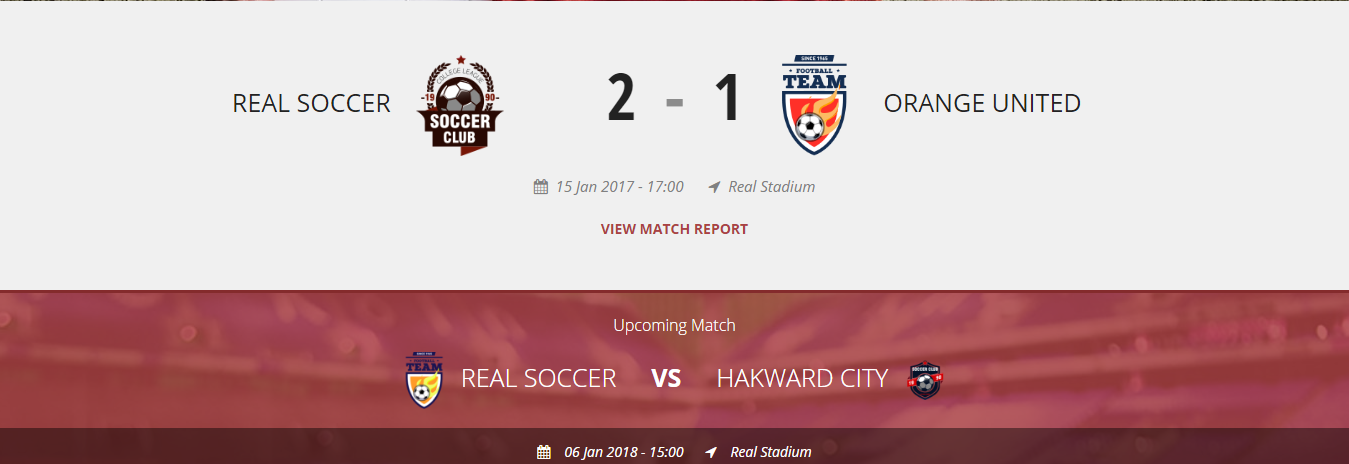 REAL SOCCER
COLLEGE LEAGUE
1990
SOCCER
CLUB
2 - 1
SINCE 1965
FOOTBALL
TEAM
ORANGE UNITED
15 Jan 2017 - 17:00 Real Stadium
VIEW MATCH REPORT
Upcoming Match
FOOTBALL
TEAM
REAL SOCCER VS HAKWARD CITY
SOCCER CLUB
06 Jan 2018 - 15:00 Real Stadium